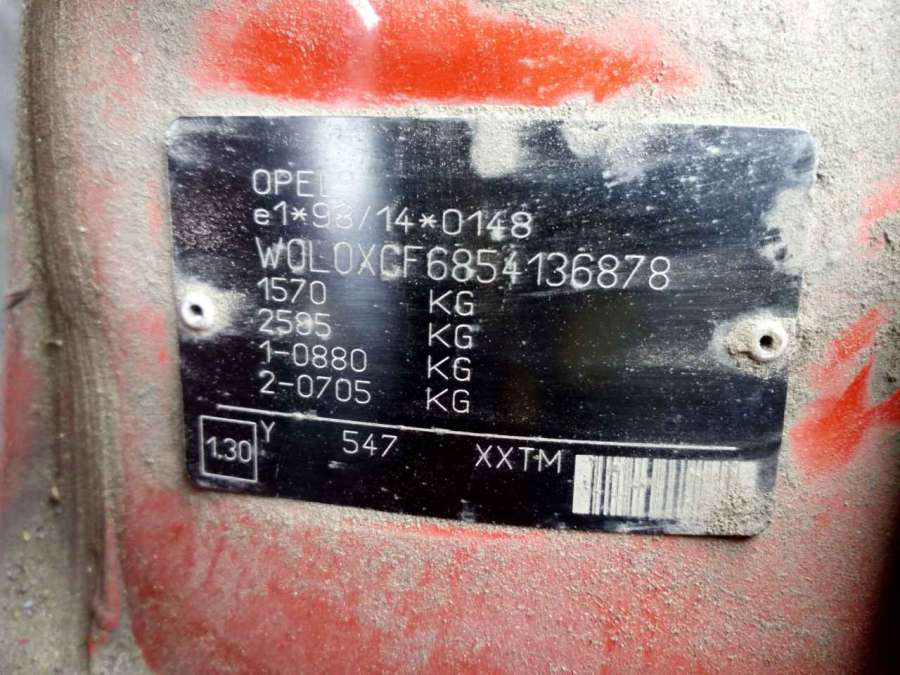 OPEL
e1*98/14*0148
W0L0XCF6854136878
1570 KG
2585 KG
1-0880 KG
2-0705 KG
1.30 Y 547 XXTM